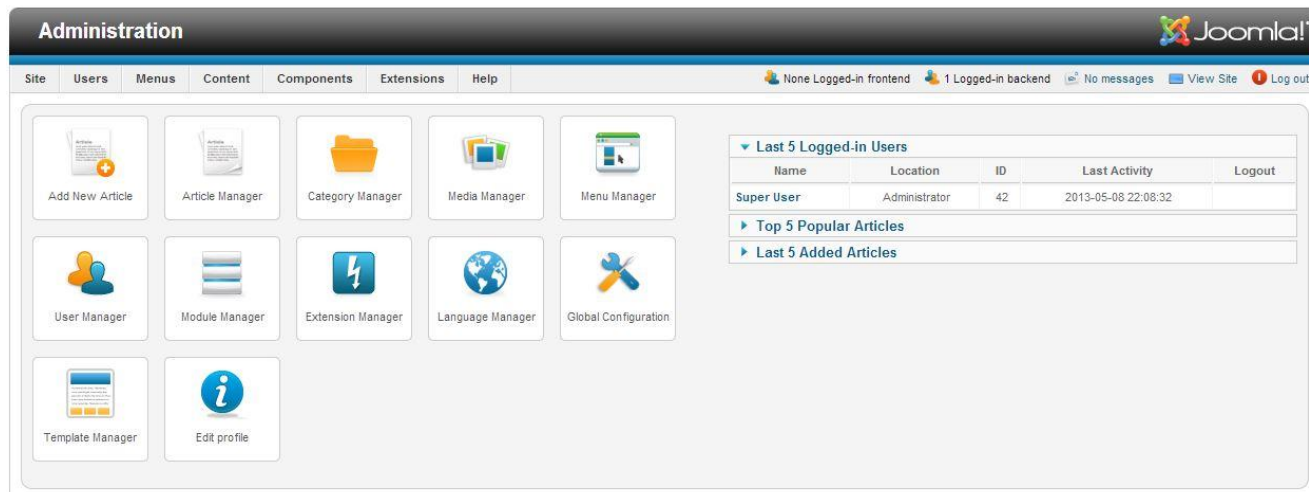 Administration
Joomla!
Site Users Menus Content Components Extensions Help
None Logged-in frontend 1 Logged-in backend No messages View Site Log out
Add New Article Article Manager Category Manager Media Manager Menu Manager
User Manager Module Manager Extension Manager Language Manager Global Configuration
Template Manager Edit profile
Last 5 Logged-in Users
Name Location ID Last Activity Logout
Super User Administrator 42 2013-05-08 22:08:32
Top 5 Popular Articles
Last 5 Added Articles